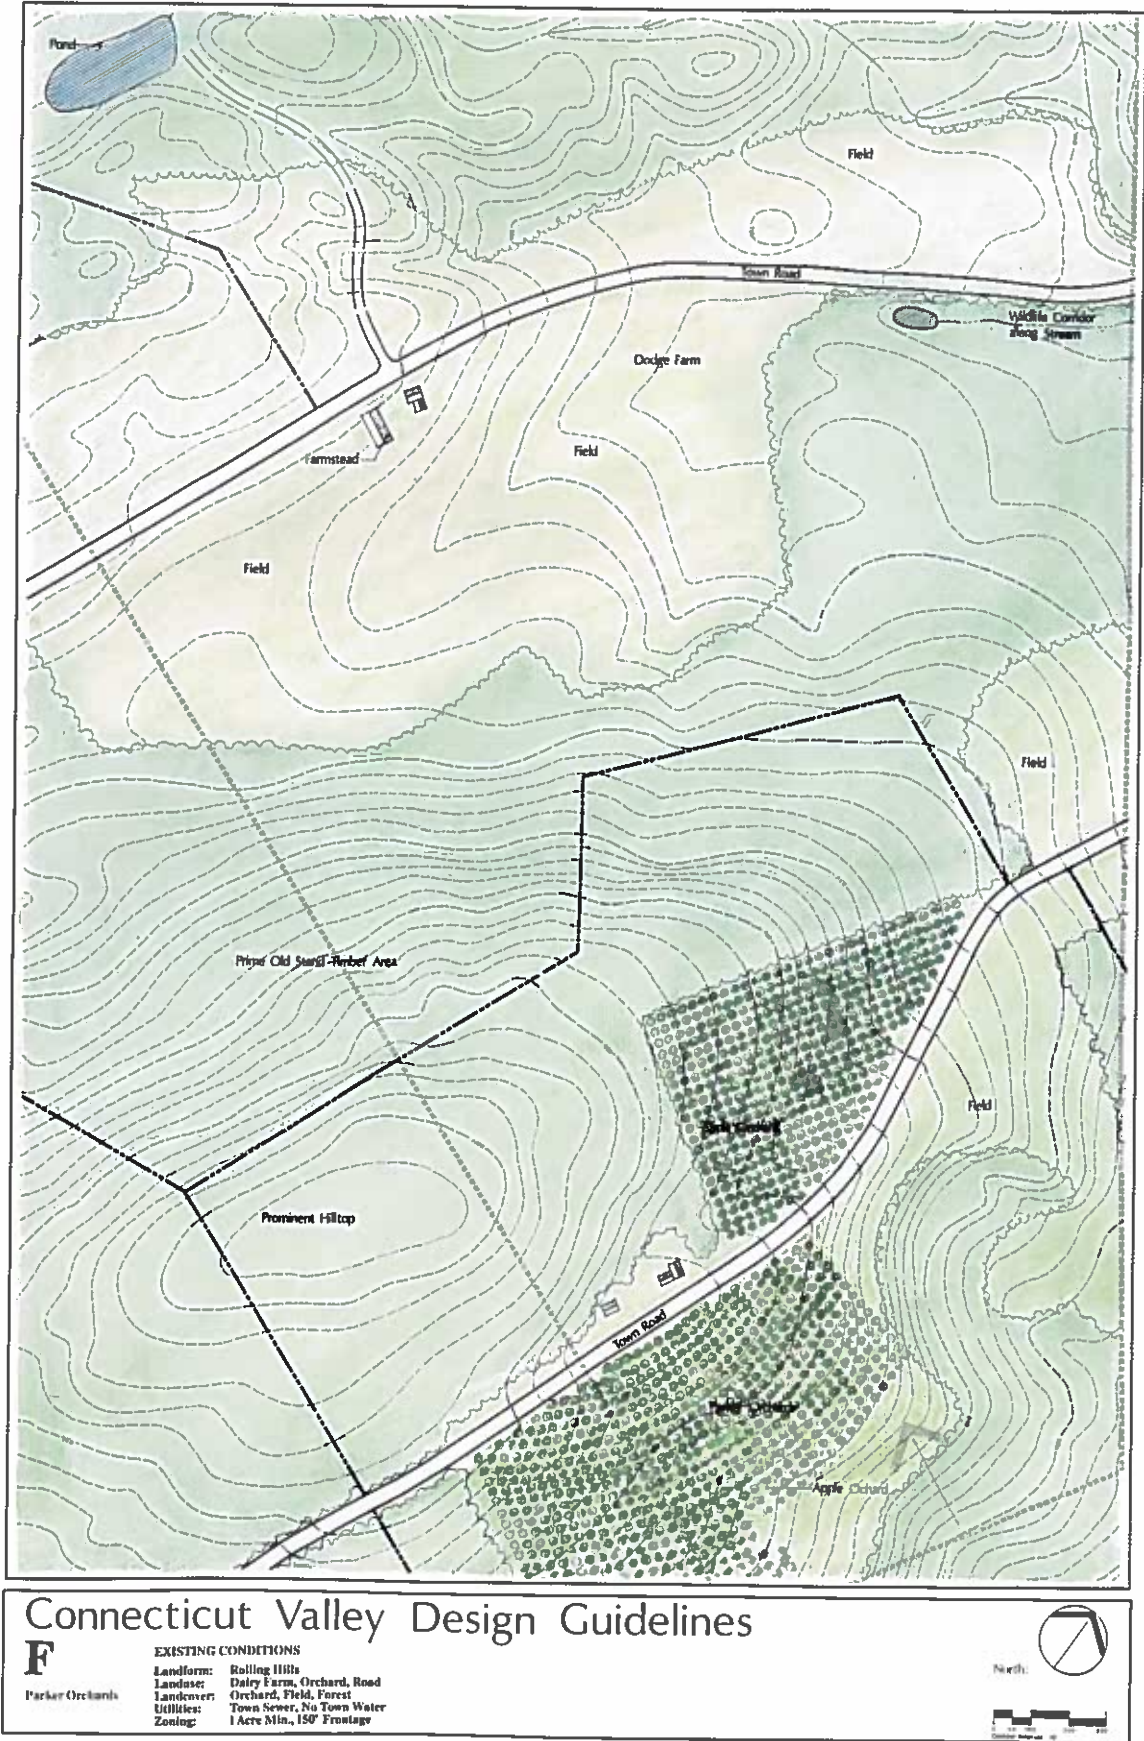 Pond
Field
Town Road
Wildlife Corridor
along Stream
Dodge Farm
Field
Farmstead
Field
Field
Prime Old Stand Timber Area
Field
Prominent Hilltop
Town Road
Apple Orchard
Connecticut Valley Design Guidelines
F
Parker Orchards
EXISTING CONDITIONS
Landform: Rolling Hills
Landuse: Dairy Farm, Orchard, Road
Landcover: Orchard, Field, Forest
Utilities: Town Sewer, No Town Water
Zoning: 1 Acre Min., 150' Frontage
North: